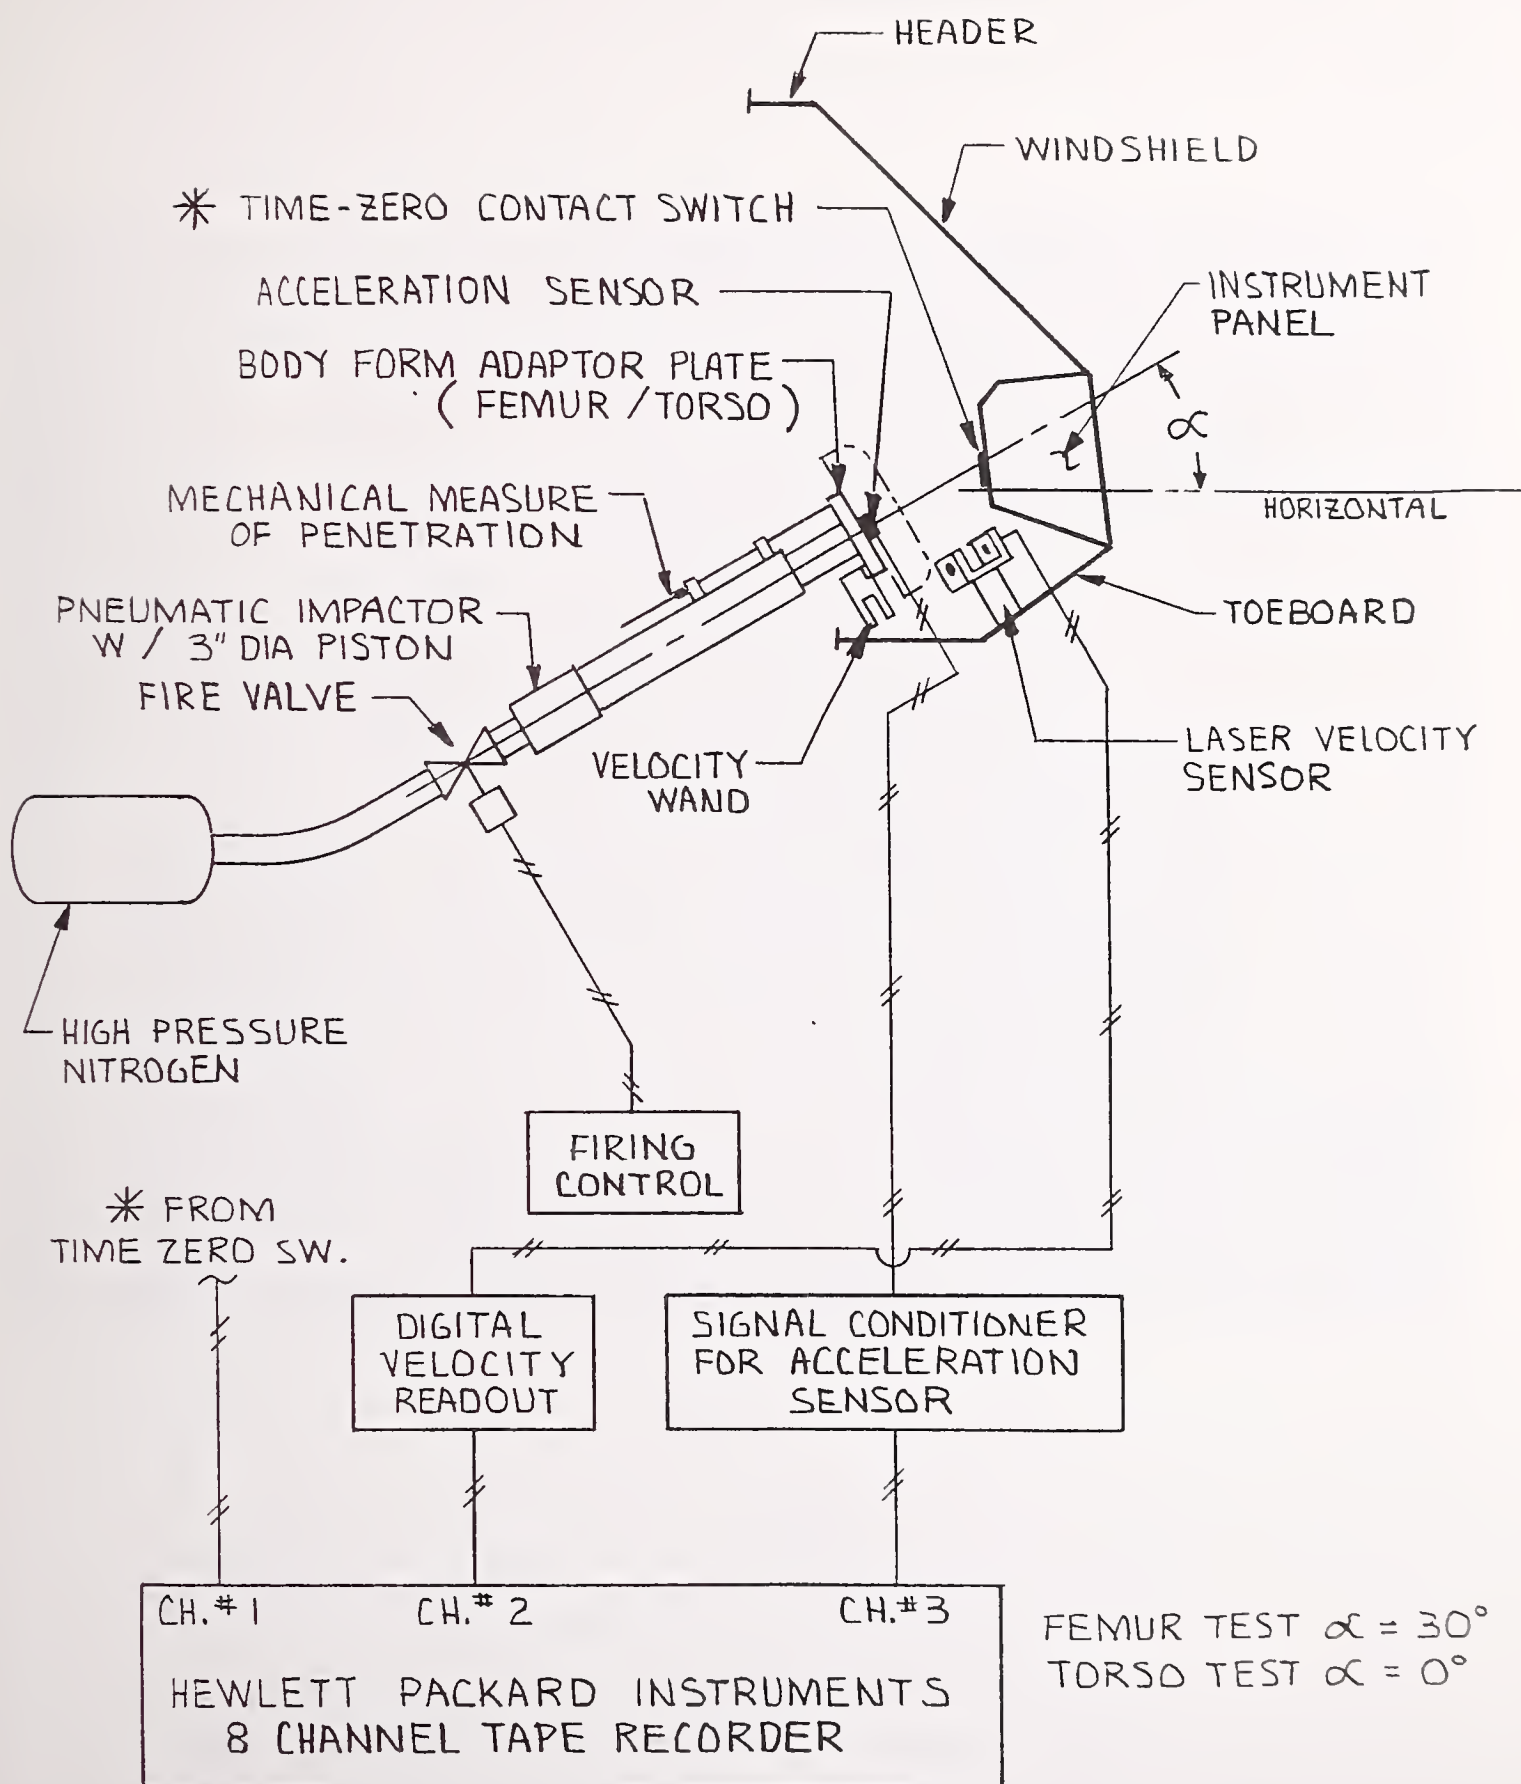 HEADER
WINDSHIELD
* TIME-ZERO CONTACT SWITCH
ACCELERATION SENSOR
INSTRUMENT
PANEL
BODY FORM ADAPTOR PLATE
( FEMUR / TORSO )
∝
MECHANICAL MEASURE
OF PENETRATION
HORIZONTAL
PNEUMATIC IMPACTOR
W / 3" DIA PISTON
TOEBOARD
FIRE VALVE
VELOCITY
WAND
LASER VELOCITY
SENSOR
HIGH PRESSURE
NITROGEN
FIRING
CONTROL
* FROM
TIME ZERO SW.
DIGITAL
VELOCITY
READOUT
SIGNAL CONDITIONER
FOR ACCELERATION
SENSOR
CH.# 1 CH.# 2 CH.#3
HEWLETT PACKARD INSTRUMENTS
8 CHANNEL TAPE RECORDER
FEMUR TEST ∝ = 30°
TORSO TEST ∝ = 0°